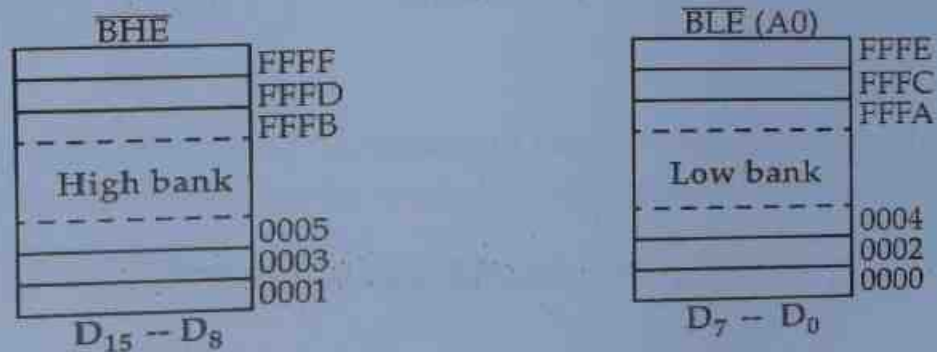 BHE
FFFF
FFFD
FFFB
High bank
0005
0003
0001
D15 -- D8
BLE (A0)
FFFE
FFFC
FFFA
Low bank
0004
0002
0000
D7 -- D0